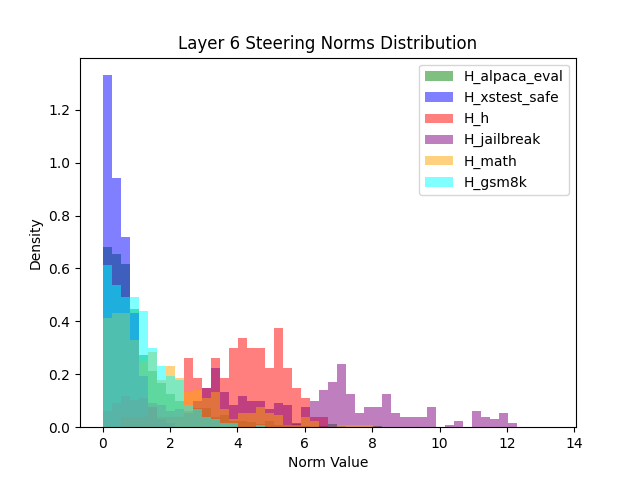 Layer 6 Steering Norms Distribution
H_alpaca_eval
H_xstest_safe
H_h
H_jailbreak
H_math
H_gsm8k
Density
1.2
1.0
0.8
0.6
0.4
0.2
0.0
0 2 4 6 8 10 12 14
Norm Value